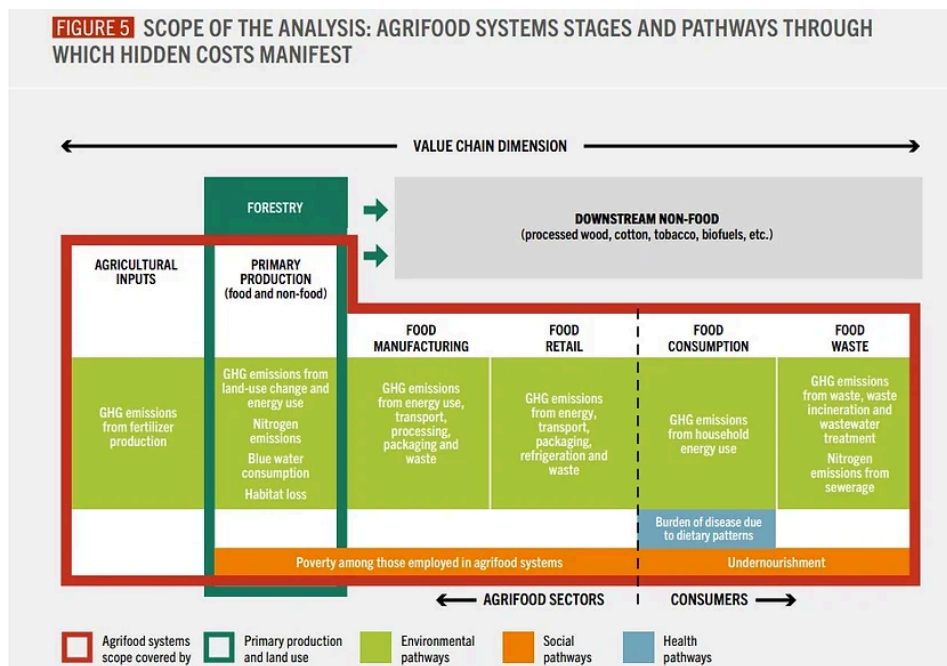 FIGURE 5 SCOPE OF THE ANALYSIS: AGRIFOOD SYSTEMS STAGES AND PATHWAYS THROUGH
WHICH HIDDEN COSTS MANIFEST
VALUE CHAIN DIMENSION
FORESTRY
DOWNSTREAM NON-FOOD
(processed wood, cotton, tobacco, biofuels, etc.)
AGRICULTURAL
INPUTS
PRIMARY
PRODUCTION
(food and non-food)
FOOD
MANUFACTURING
FOOD
RETAIL
FOOD
CONSUMPTION
FOOD
WASTE
GHG emissions
from fertilizer
production
GHG emissions from
land-use change and
energy use
Nitrogen
emissions
Blue water
consumption
Habitat loss
GHG emissions
from energy use,
transport,
processing,
packaging and
waste
GHG emissions
from energy,
transport,
packaging,
refrigeration and
waste
GHG emissions
from household
energy use
GHG emissions
from waste, waste
incineration and
wastewater
treatment
Nitrogen
emissions from
sewerage
Burden of disease due
to dietary patterns
Poverty among those employed in agrifood systems
Undernourishment
AGRIFOOD SECTORS
CONSUMERS
Agrifood systems
scope covered by
Primary production
and land use
Environmental
pathways
Social
pathways
Health
pathways